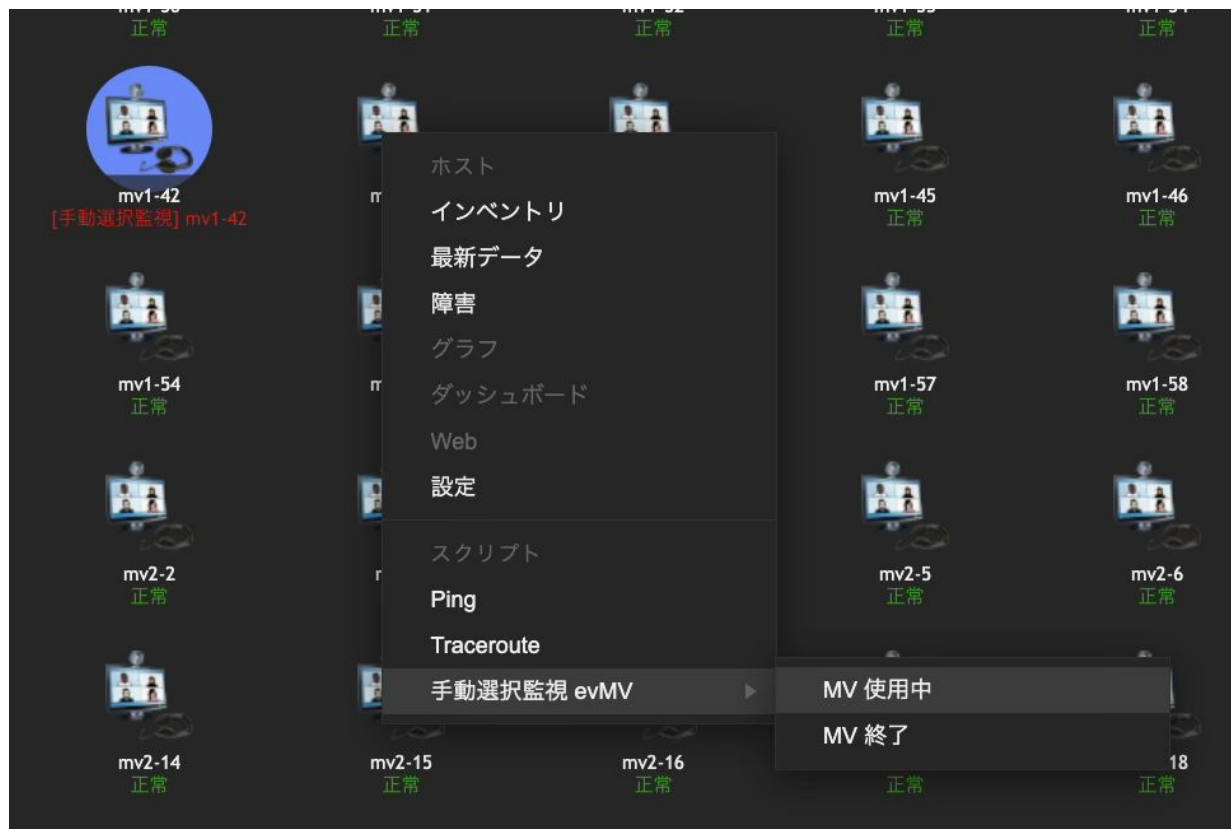 正常 正常 正常 正常 正常
mv1-42 mv1-45 mv1-46
[手動選択監視] mv1-42 正常 正常
ホスト
インベントリ
最新データ
障害
グラフ
ダッシュボード
Web
設定
mv1-54 mv1-57 mv1-58
正常 正常 正常
スクリプト
Ping
Traceroute
手動選択監視 evMV
MV 使用中
MV 終了
mv2-2 mv2-5 mv2-6
正常 正常 正常
mv2-14 mv2-15 mv2-16 18
正常 正常 正常 正常 正常